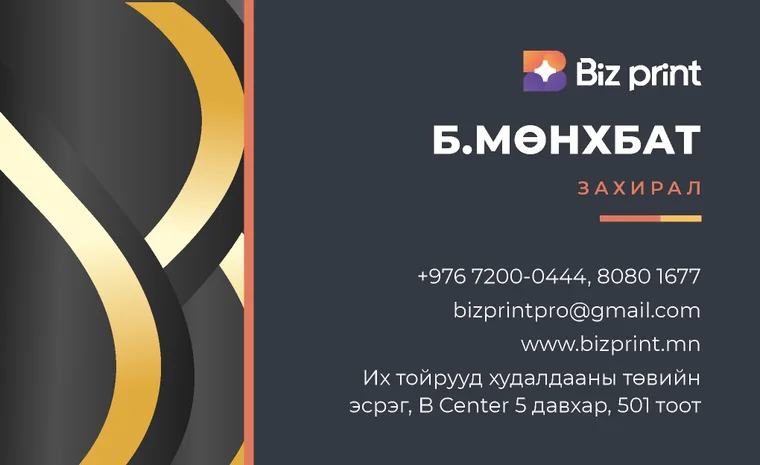 Biz print
Б.МӨНХБАТ
ЗАХИРАЛ
+976 7200-0444, 8080 1677
bizprintpro@gmail.com
www.bizprint.mn
Их тойрууд худалдааны төвийн
эсрэг, B Center 5 давхар, 501 тоот